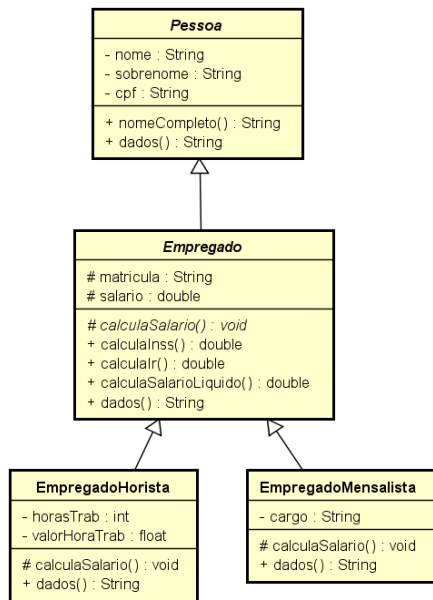 Pessoa
- nome : String
- sobrenome : String
- cpf : String
+ nomeCompleto() : String
+ dados() : String
Empregado
# matricula : String
# salario : double
# calculaSalario() : void
+ calculaInss() : double
+ calculaIr() : double
+ calculaSalarioLiquido() : double
+ dados() : String
EmpregadoHorista
- horasTrab : int
- valorHoraTrab : float
# calculaSalario() : void
+ dados() : String
EmpregadoMensalista
- cargo : String
# calculaSalario() : void
+ dados() : String